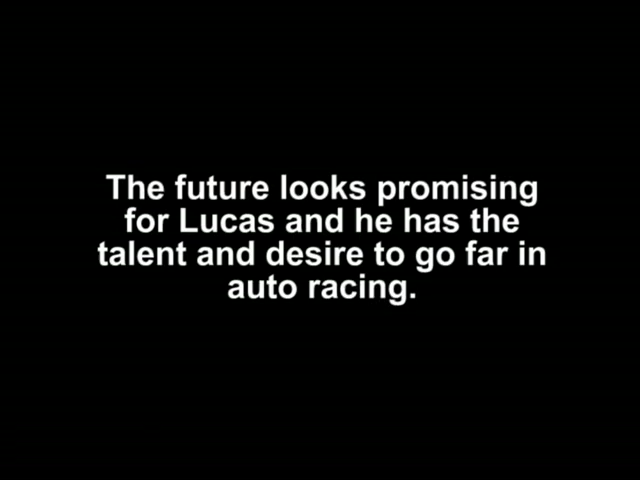 The future looks promising
for Lucas and he has the
talent and desire to go far in
auto racing.